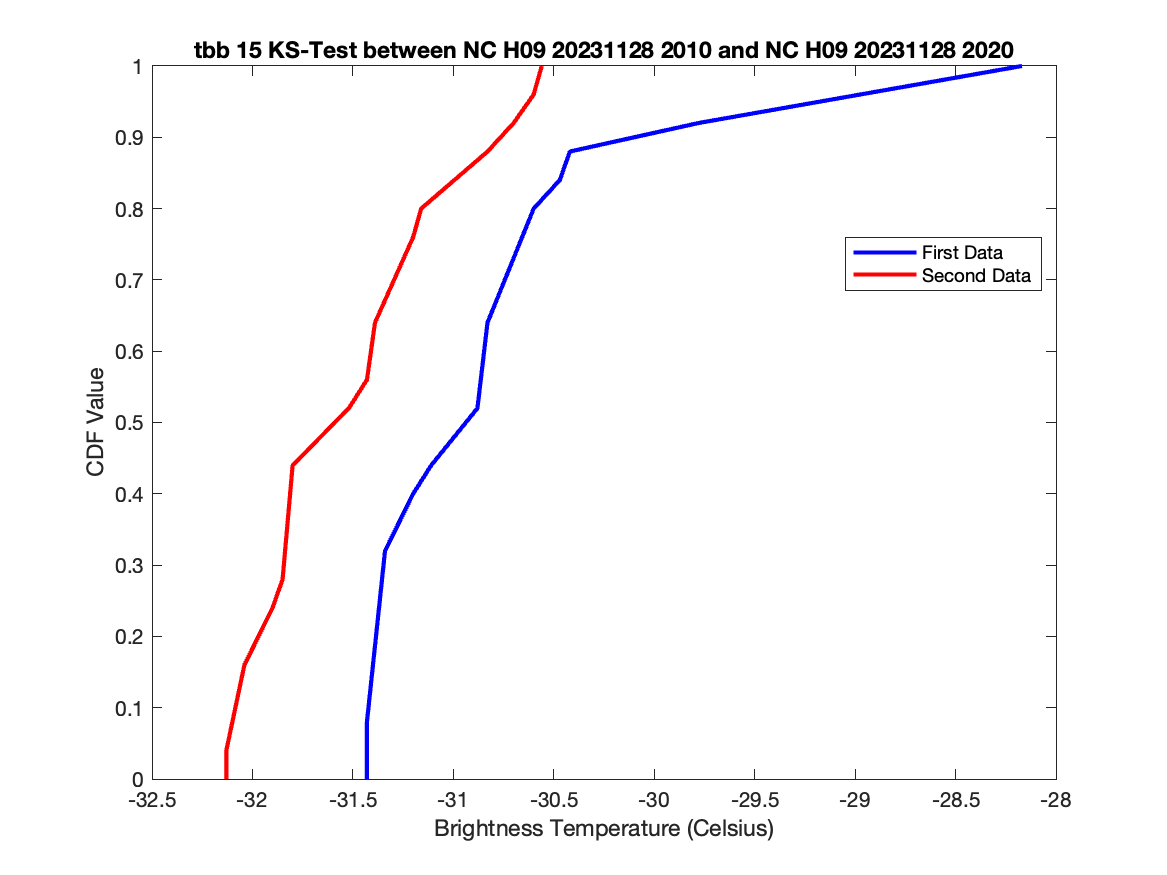 tbb 15 KS-Test between NC H09 20231128 2010 and NC H09 20231128 2020
1
0.9
0.8
0.7
0.6
0.5
0.4
0.3
0.2
0.1
0
CDF Value
First Data
Second Data
-32.5 -32 -31.5 -31 -30.5 -30 -29.5 -29 -28.5 -28
Brightness Temperature (Celsius)